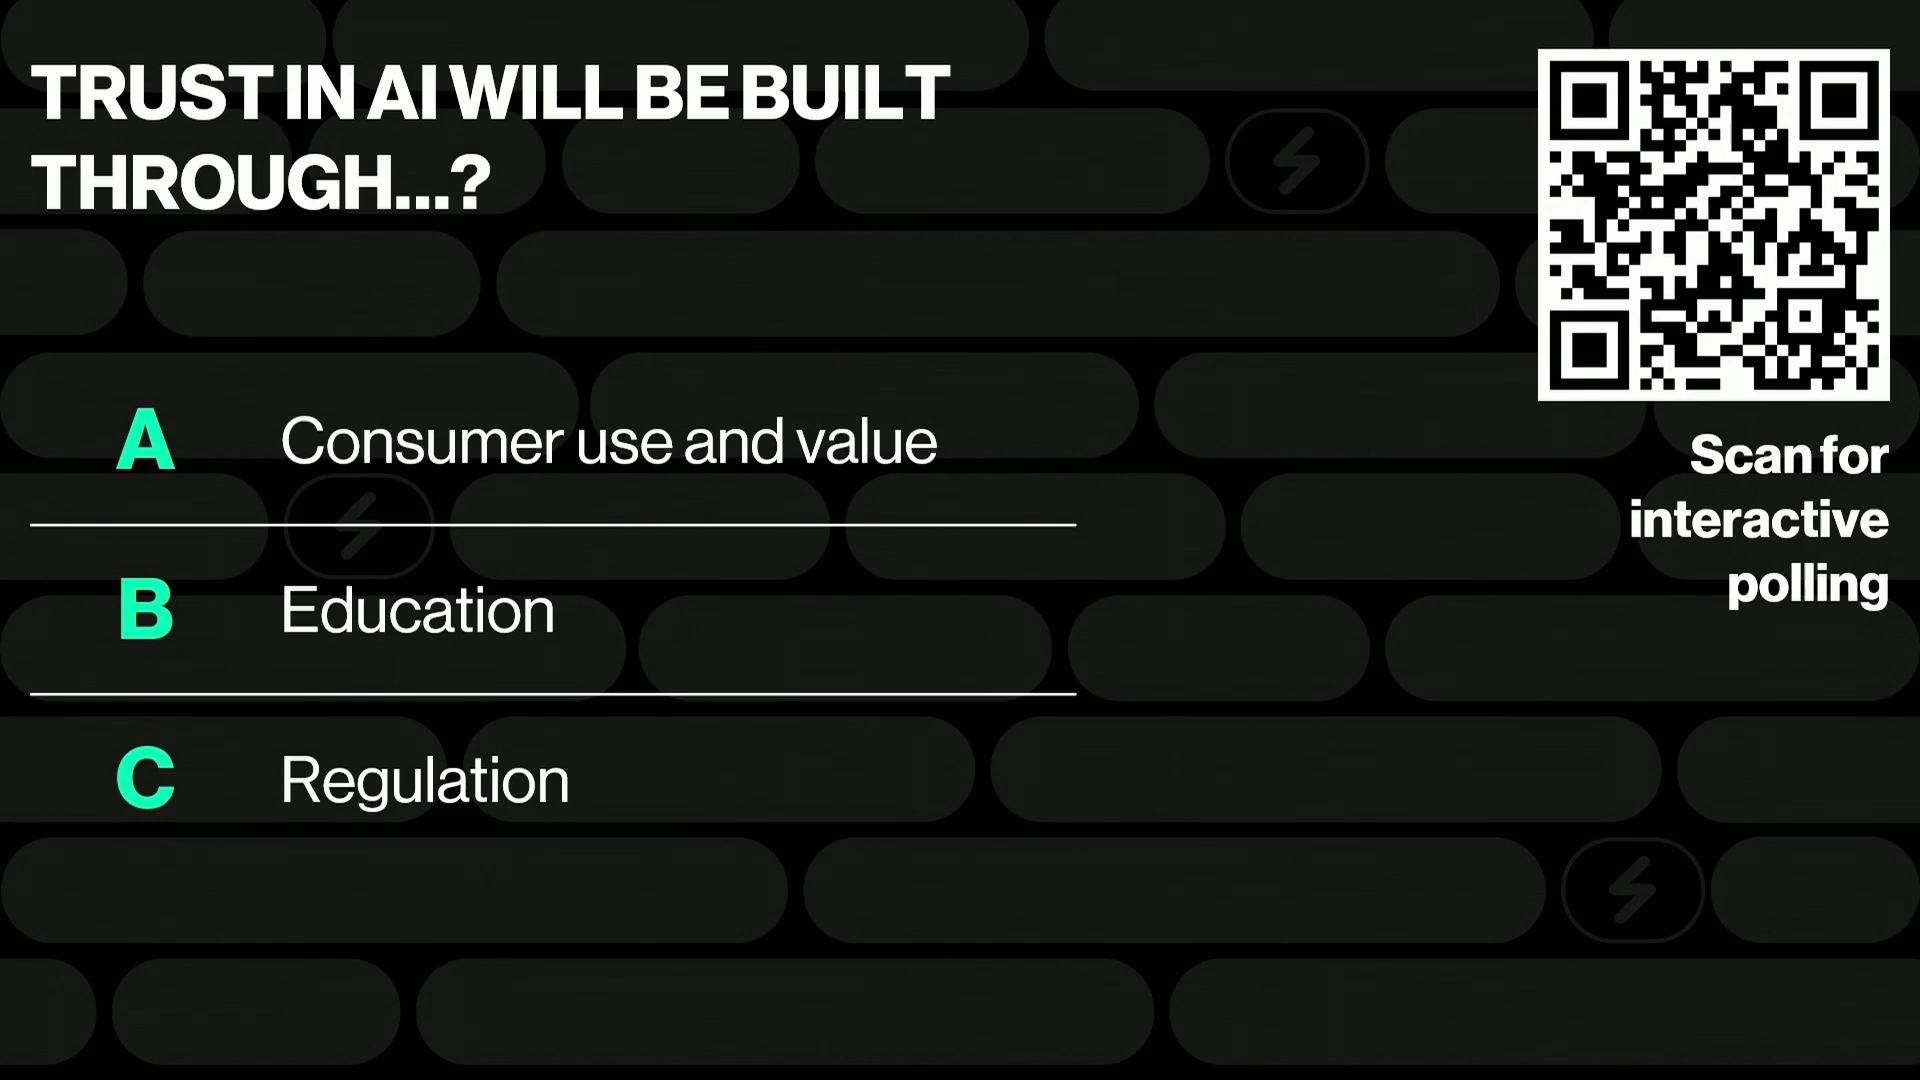 TRUST IN AI WILL BE BUILT
THROUGH...?
A Consumer use and value
B Education
C Regulation
Scan for
interactive
polling